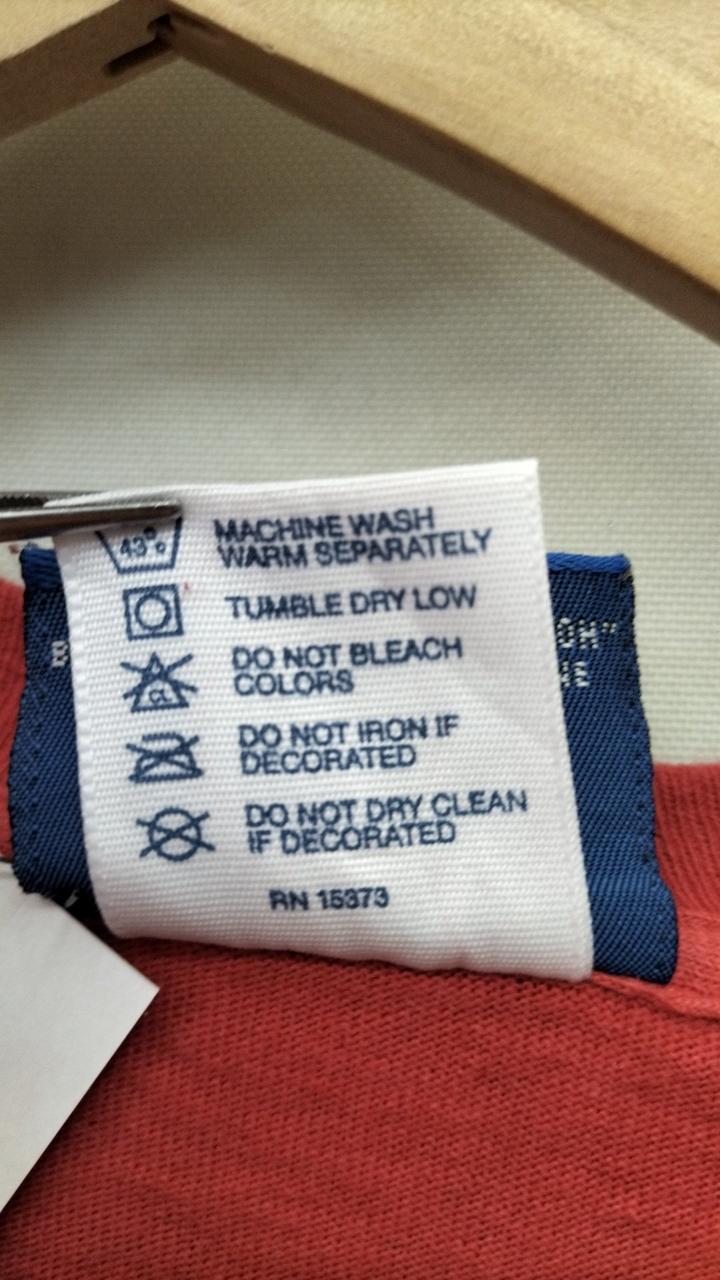 43°
MACHINE WASH
WARM SEPARATELY
TUMBLE DRY LOW
CL
DO NOT BLEACH
COLORS
DO NOT IRON IF
DECORATED
DO NOT DRY CLEAN
IF DECORATED
RN 15373